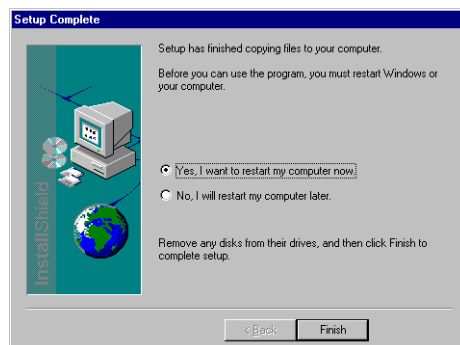 Setup Complete
Setup has finished copying files to your computer.
Before you can use the program, you must restart Windows or
your computer.
Yes, I want to restart my computer now.
No, I will restart my computer later.
Remove any disks from their drives, and then click Finish to
complete setup.
InstallShield
< Back
Finish